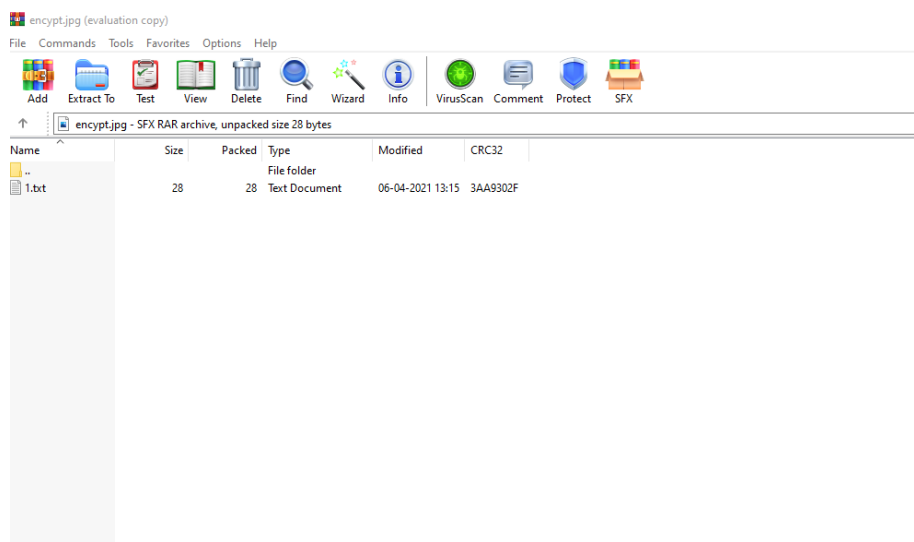 encypt.jpg (evaluation copy)
File Commands Tools Favorites Options Help
Add Extract To Test View Delete Find Wizard Info VirusScan Comment Protect SFX
encypt.jpg - SFX RAR archive, unpacked size 28 bytes
Name Size Packed Type Modified CRC32
.. File folder
1.txt 28 28 Text Document 06-04-2021 13:15 3AA9302F